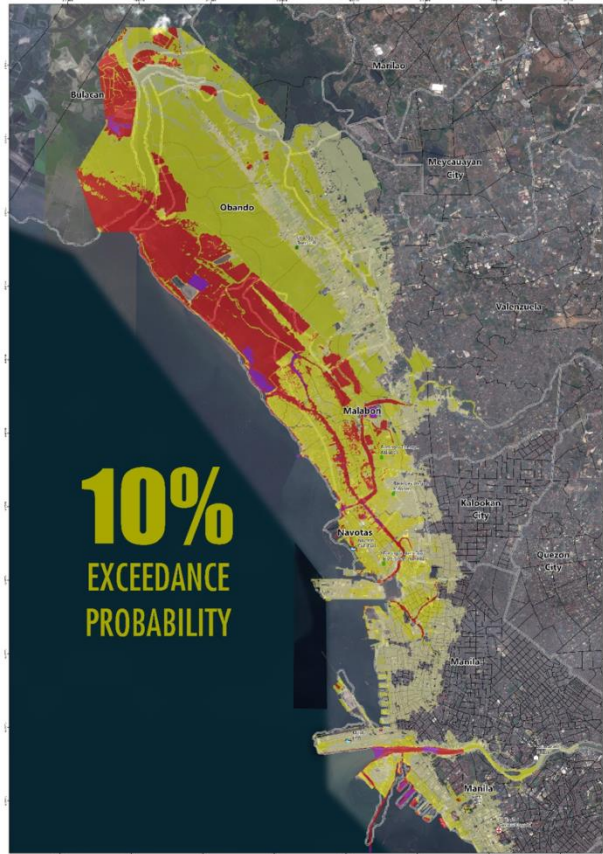 Marilao
Bulacan
Meycauayan
City
Obando
Valenzuela
Malabon
10%
EXCEEDANCE
PROBABILITY
Kalookan
City
Navotas
Quezon
City
Manila
Manila